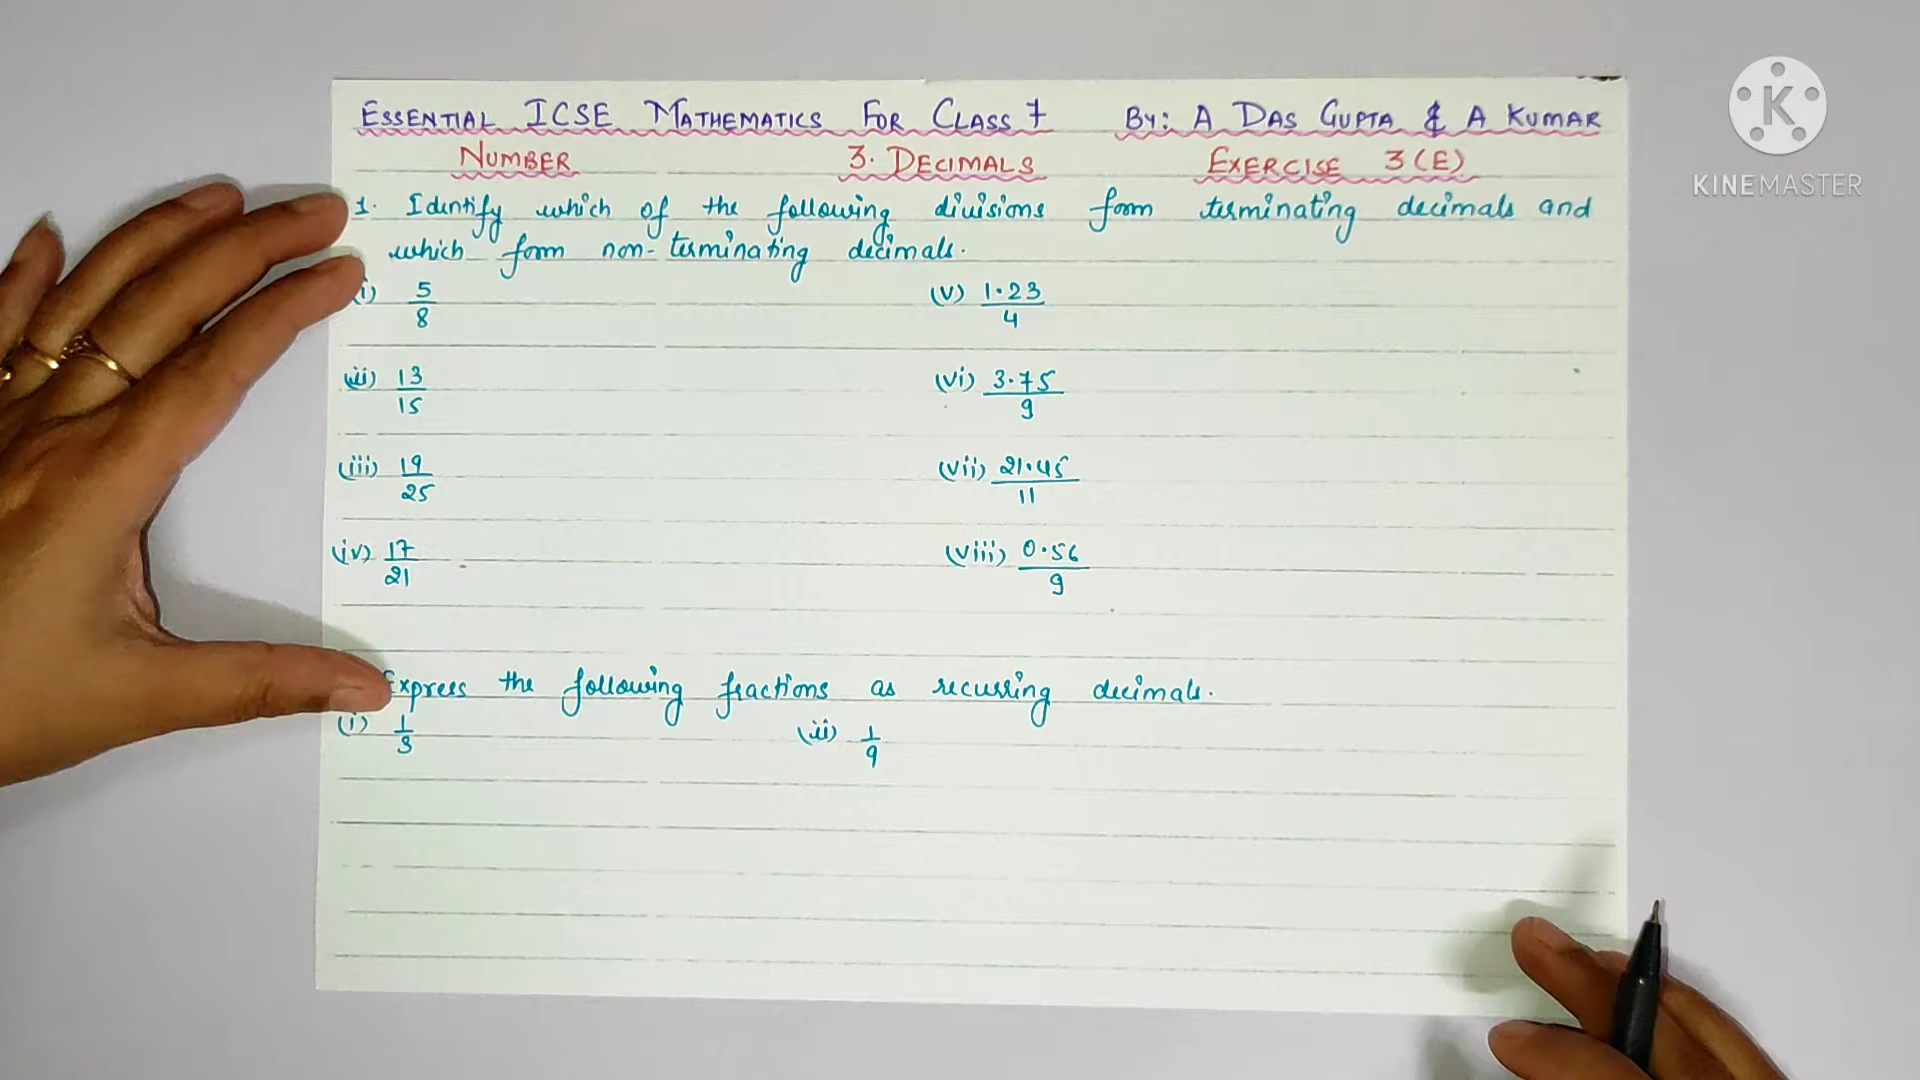 ESSENTIAL ICSE MATHEMATICS FOR CLASS 7 BY: A DAS GUPTA & A KUMAR
NUMBER 3. DECIMALS EXERCISE 3(E)
1. Identify which of the following divisions form terminating decimals and
which form non-terminating decimals.
(i) 5/8 (v) 1.23/4
(ii) 13/15 (vi) 3.75/9
(iii) 19/25 (vii) 21.45/11
(iv) 17/21 (viii) 0.56/9
Express the following fractions as recurring decimals.
(i) 1/3 (ii) 1/9
K
KINEMASTER